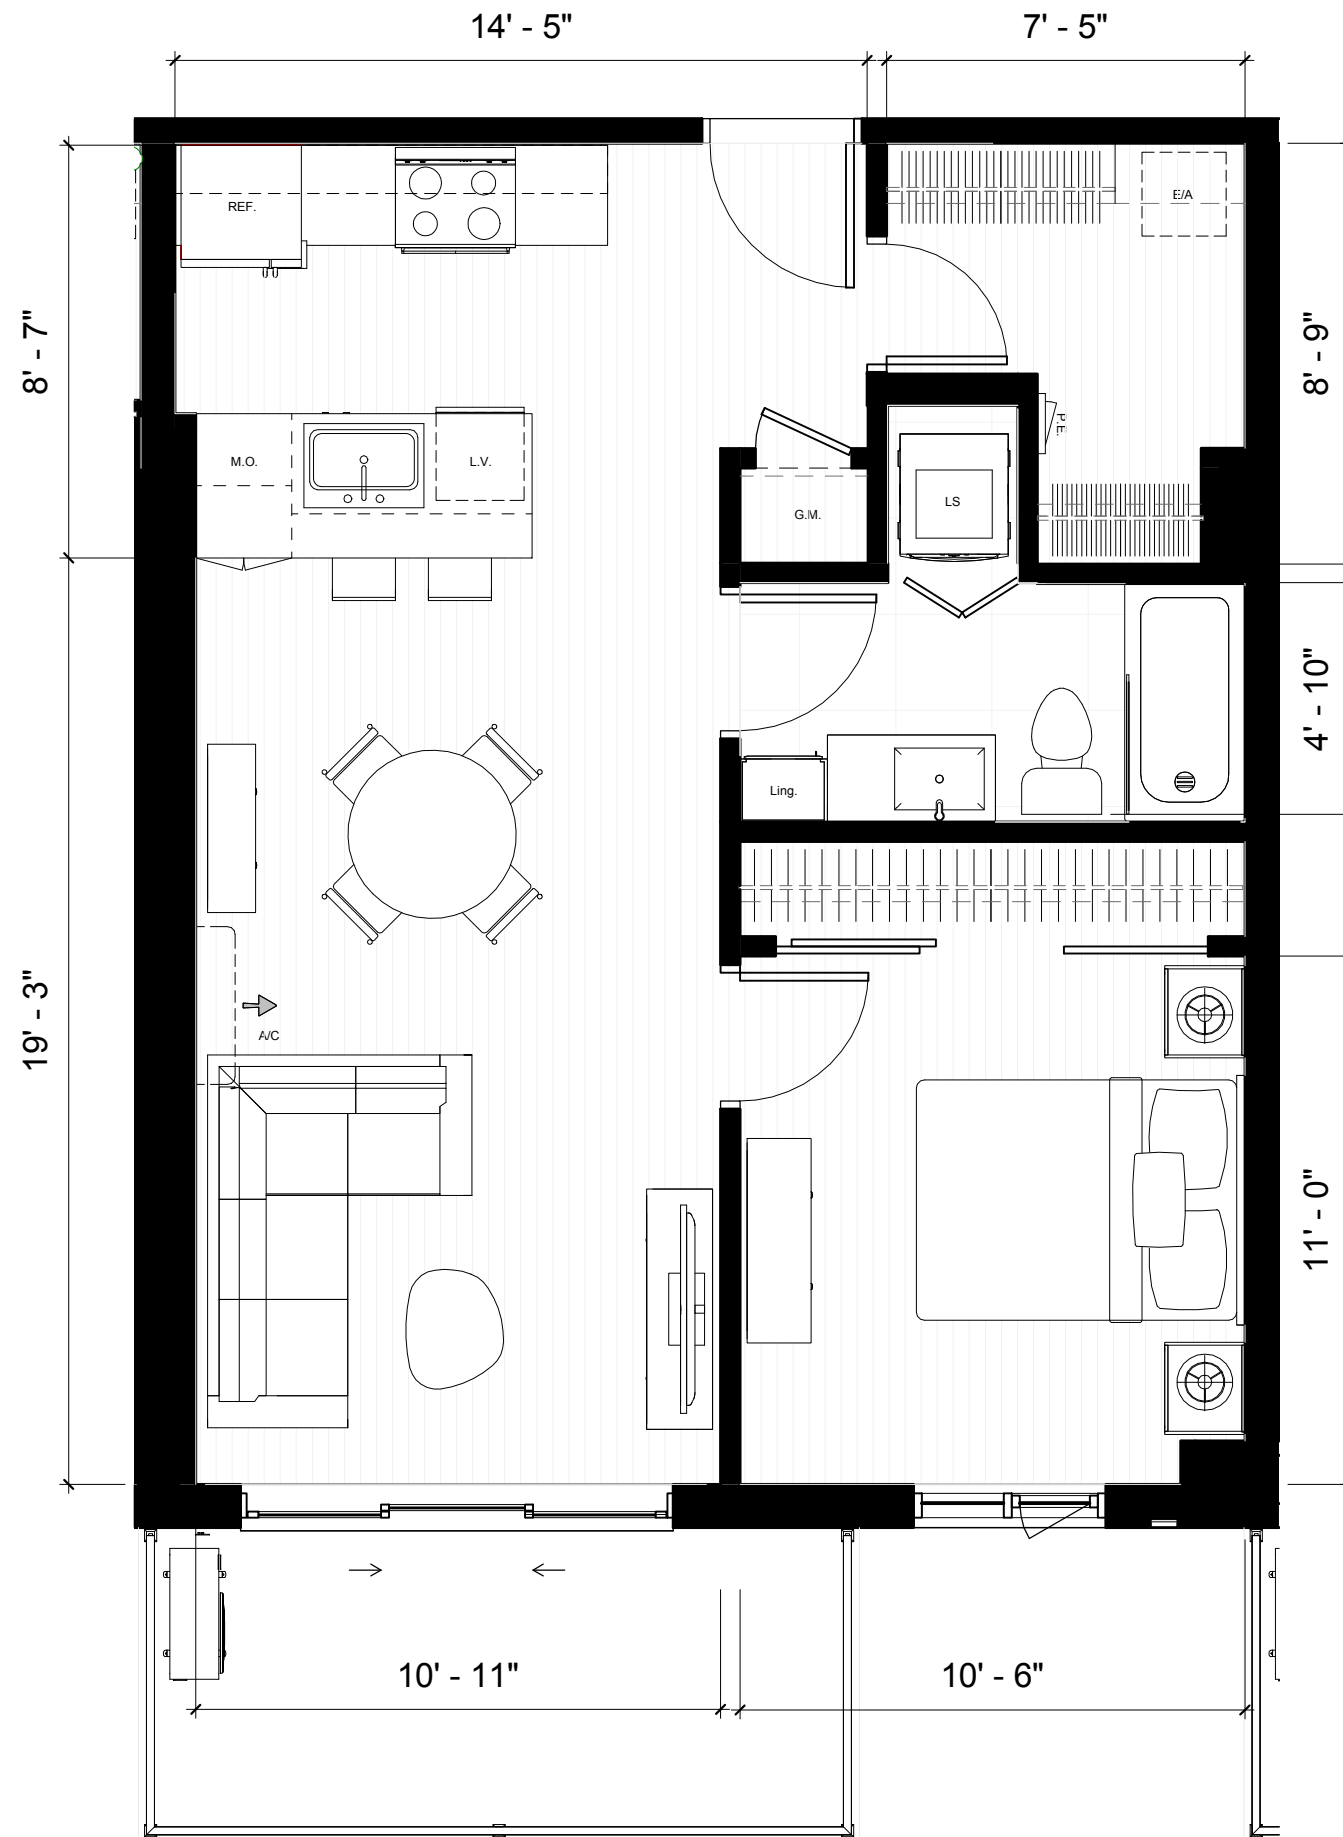 14' - 5"
7' - 5"
REF.
E/A
8' - 7"
8' - 9"
P.E.
M.O.
L.V.
LS
G.M.
4' - 10"
Ling.
19' - 3"
A/C
11' - 0"
10' - 11"
10' - 6"